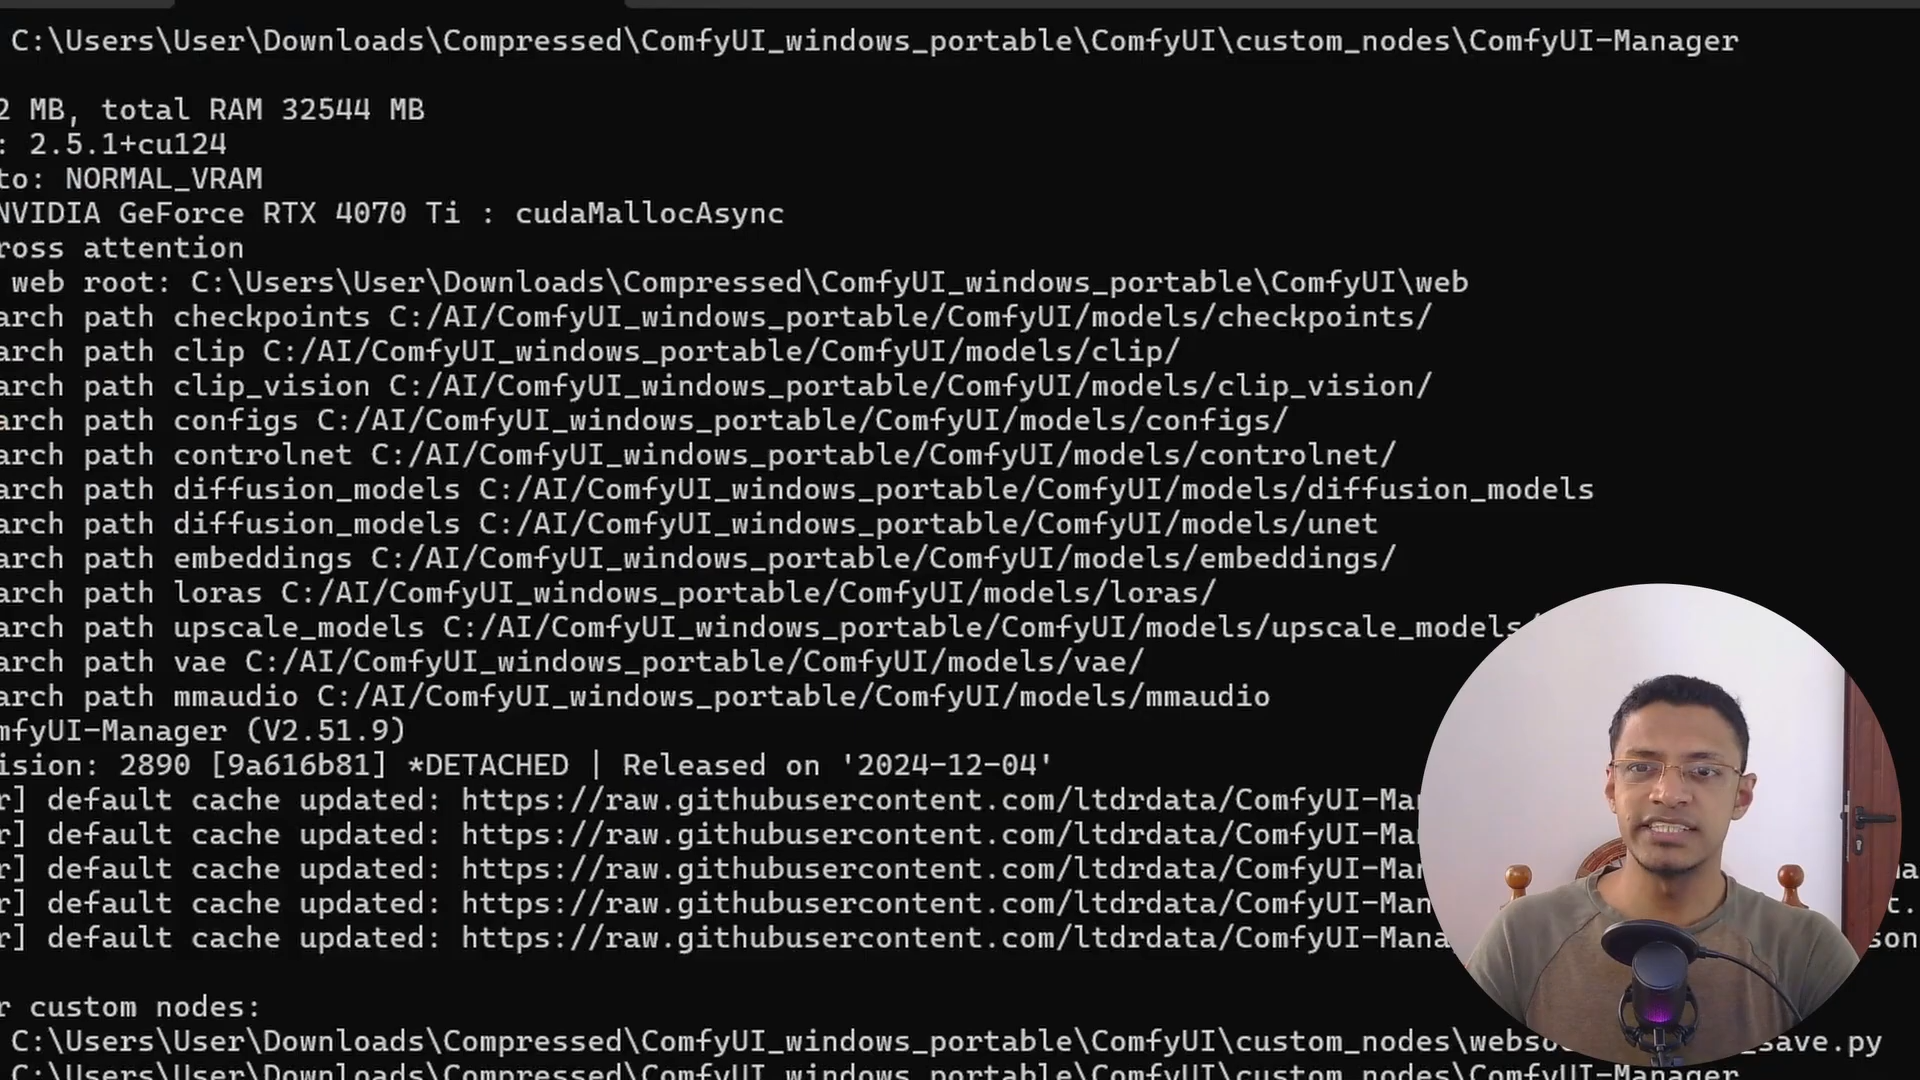 C:\Users\User\Downloads\Compressed\ComfyUI_windows_portable\ComfyUI\custom_nodes\ComfyUI-Manager
2 MB, total RAM 32544 MB
: 2.5.1+cu124
to: NORMAL_VRAM
NVIDIA GeForce RTX 4070 Ti : cudaMallocAsync
ross attention
web root: C:\Users\User\Downloads\Compressed\ComfyUI_windows_portable\ComfyUI\web
arch path checkpoints C:/AI/ComfyUI_windows_portable/ComfyUI/models/checkpoints/
arch path clip C:/AI/ComfyUI_windows_portable/ComfyUI/models/clip/
arch path clip_vision C:/AI/ComfyUI_windows_portable/ComfyUI/models/clip_vision/
arch path configs C:/AI/ComfyUI_windows_portable/ComfyUI/models/configs/
arch path controlnet C:/AI/ComfyUI_windows_portable/ComfyUI/models/controlnet/
arch path diffusion_models C:/AI/ComfyUI_windows_portable/ComfyUI/models/diffusion_models
arch path diffusion_models C:/AI/ComfyUI_windows_portable/ComfyUI/models/unet
arch path embeddings C:/AI/ComfyUI_windows_portable/ComfyUI/models/embeddings/
arch path loras C:/AI/ComfyUI_windows_portable/ComfyUI/models/loras/
arch path upscale_models C:/AI/ComfyUI_windows_portable/ComfyUI/models/upscale_models
arch path vae C:/AI/ComfyUI_windows_portable/ComfyUI/models/vae/
arch path mmaudio C:/AI/ComfyUI_windows_portable/ComfyUI/models/mmaudio
mfyUI-Manager (V2.51.9)
ision: 2890 [9a616b81] *DETACHED | Released on '2024-12-04'
r] default cache updated: https://raw.githubusercontent.com/ltdrdata/ComfyUI-Mar
r] default cache updated: https://raw.githubusercontent.com/ltdrdata/ComfyUI-Mar
r] default cache updated: https://raw.githubusercontent.com/ltdrdata/ComfyUI-Mar
r] default cache updated: https://raw.githubusercontent.com/ltdrdata/ComfyUI-Man t.
r] default cache updated: https://raw.githubusercontent.com/ltdrdata/ComfyUI-Mana son
r custom nodes:
C:\Users\User\Downloads\Compressed\ComfyUI_windows_portable\ComfyUI\custom_nodes\webso _save.py
C:\Users\User\Downloads\Compressed\ComfyUI_windows_portable\ComfyUI\custom_nodes\ComfyUI-Manager